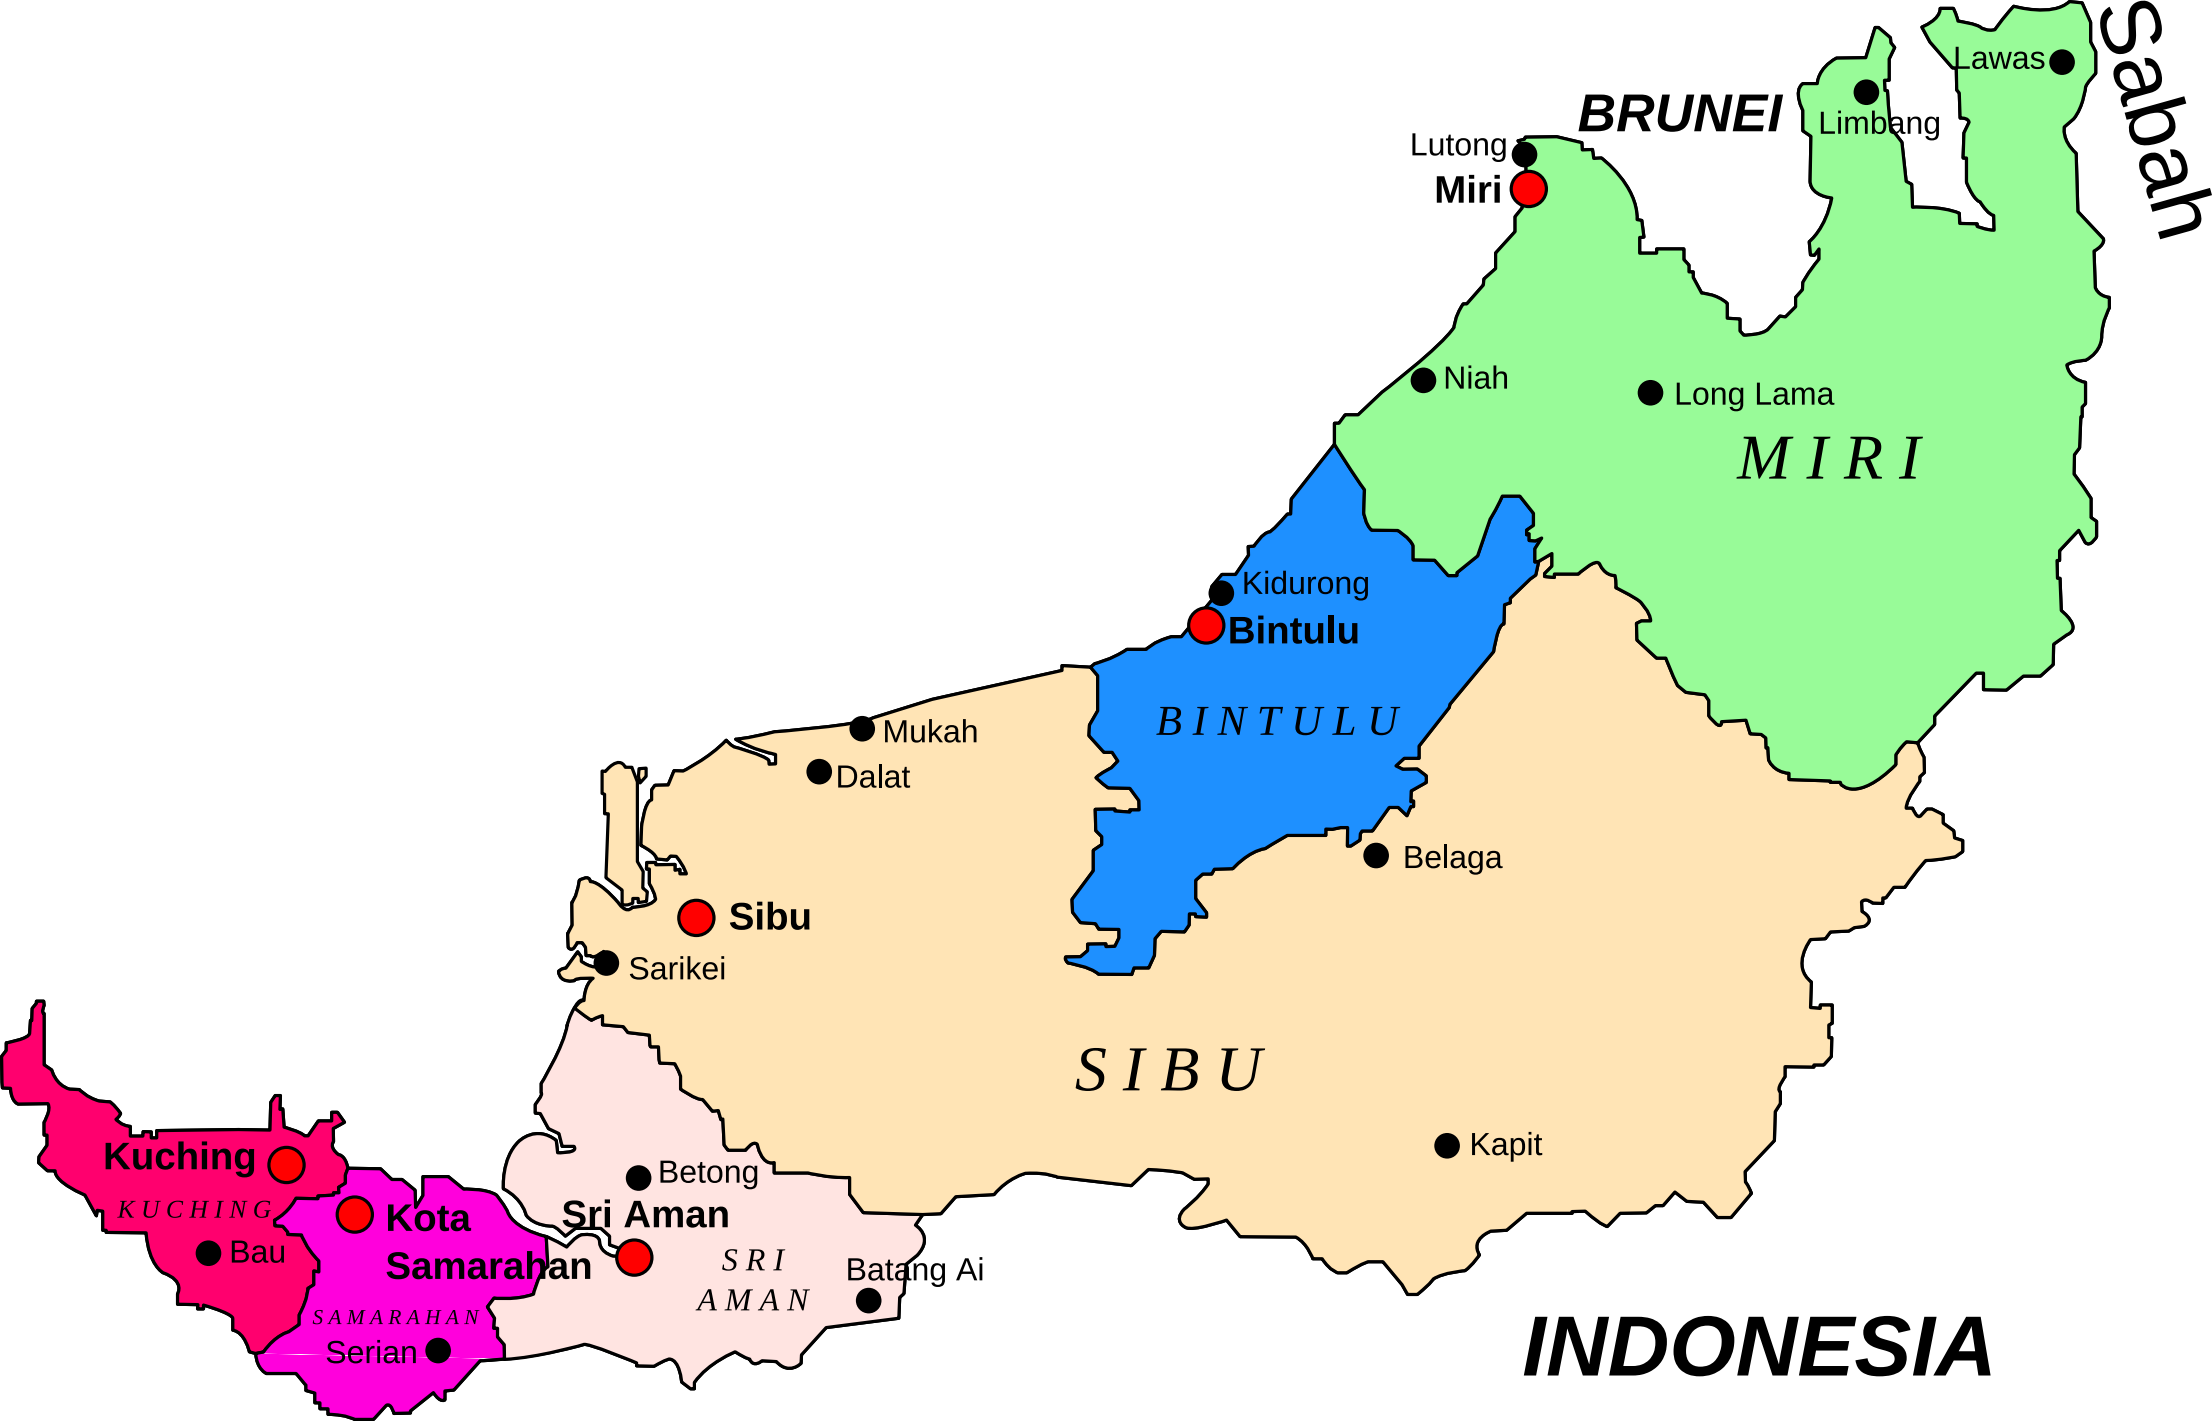 Sabah
Lawas
BRUNEI
Limbang
Lutong
Miri
Niah
Long Lama
MIRI
Kidurong
Bintulu
BINTULU
Mukah
Dalat
Belaga
Sibu
Sarikei
SIBU
Kapit
Kuching
KUCHING
Bau
Kota
Samarahan
SAMARAHAN
Serian
Betong
Sri Aman
SRI
AMAN
Batang Ai
INDONESIA